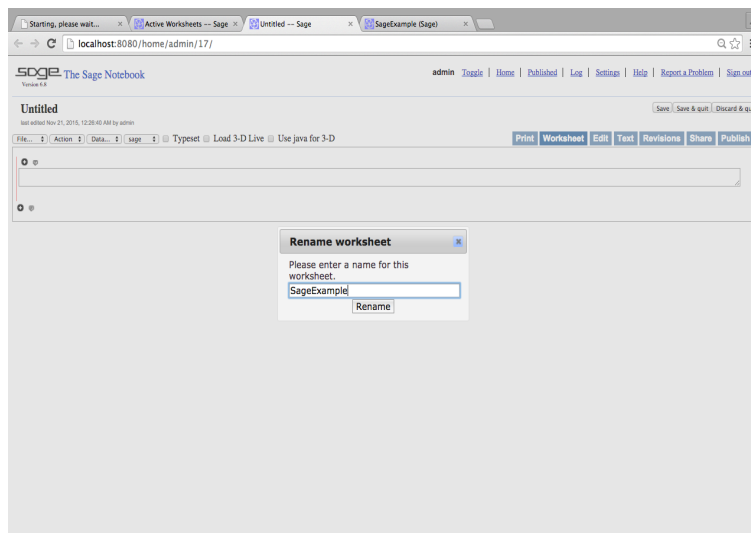 Starting, please wait... Active Worksheets -- Sage Untitled -- Sage SageExample (Sage)
localhost:8080/home/admin/17/
SAGE The Sage Notebook admin Toggle | Home | Published | Log | Settings | Help | Report a Problem | Sign out
Version 6.8
Untitled Save Save & quit Discard & qu
last edited Nov 21, 2015, 12:26:40 AM by admin
File... Action Data... sage Typeset Load 3-D Live Use java for 3-D Print Worksheet Edit Text Revisions Share Publish
Rename worksheet
Please enter a name for this
worksheet.
SageExample
Rename